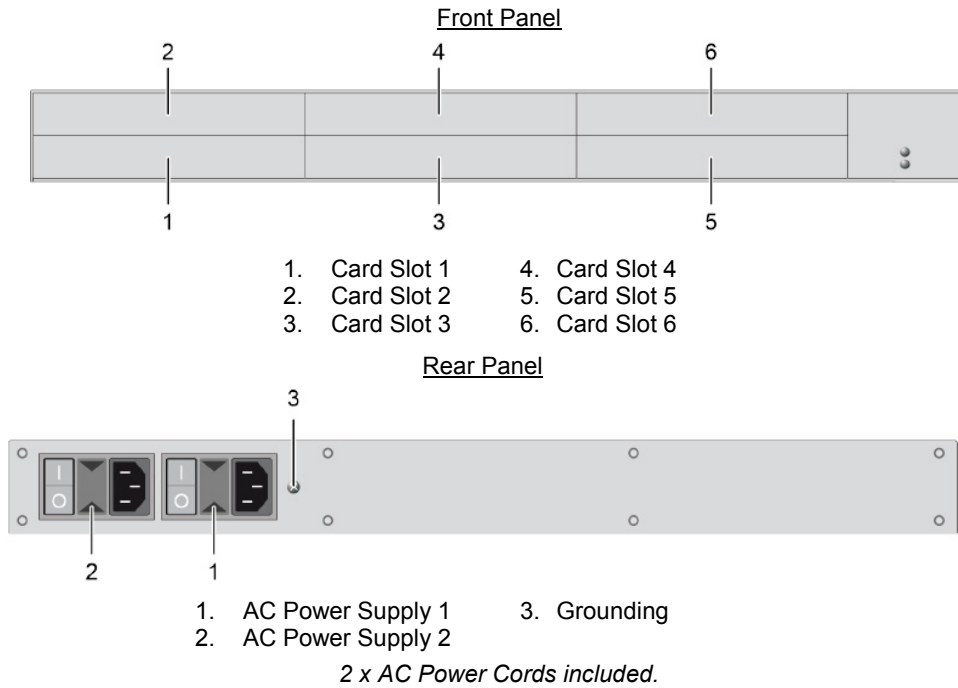 Front Panel
2 4 6
1 3 5
1. Card Slot 1 4. Card Slot 4
2. Card Slot 2 5. Card Slot 5
3. Card Slot 3 6. Card Slot 6
Rear Panel
3
I I
O O
2 1
1. AC Power Supply 1 3. Grounding
2. AC Power Supply 2
2 x AC Power Cords included.